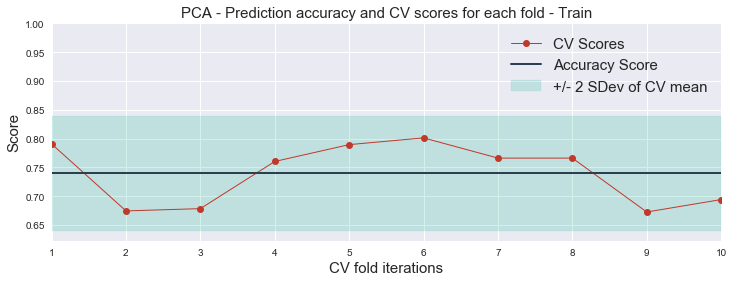 PCA - Prediction accuracy and CV scores for each fold - Train
1.00
0.95
0.90
0.85
0.80
0.75
0.70
0.65
Score
CV Scores
Accuracy Score
+/- 2 SDev of CV mean
1 2 3 4 5 6 7 8 9 10
CV fold iterations